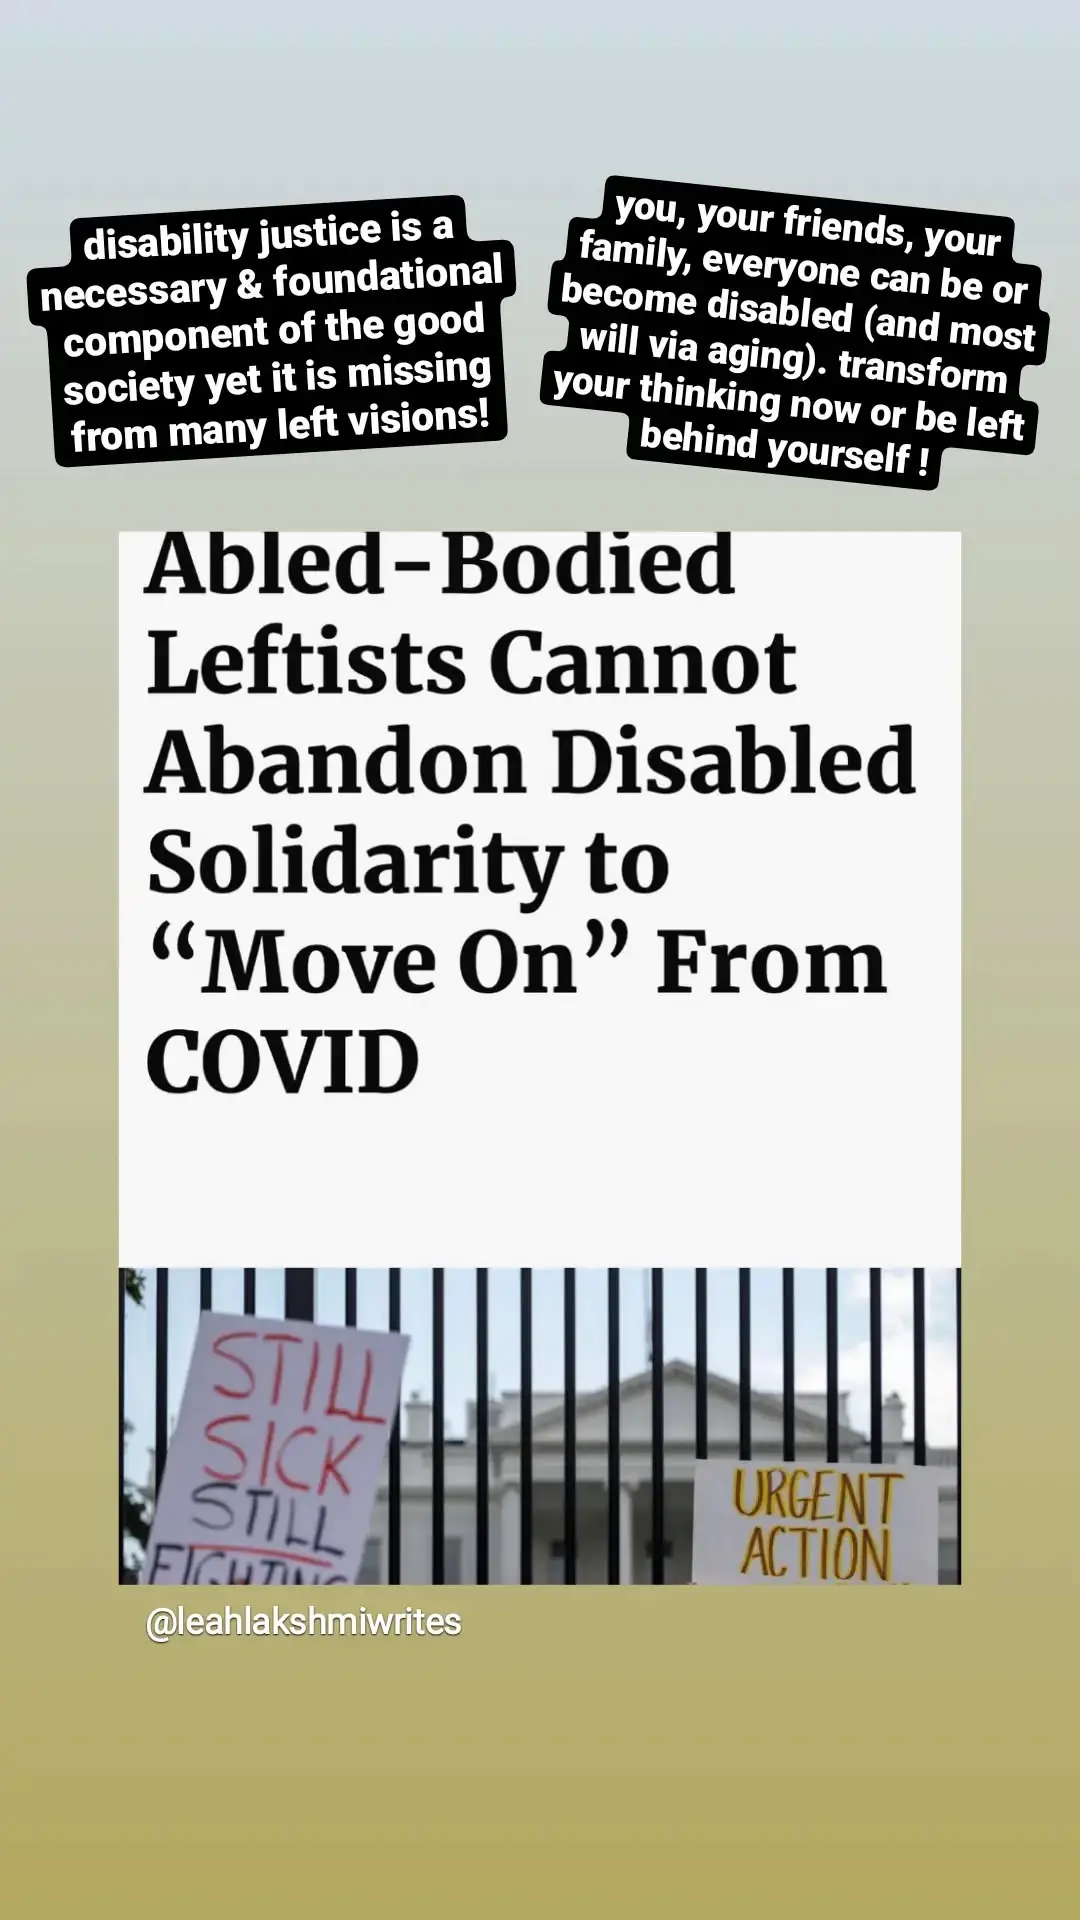 disability justice is a
necessary & foundational
component of the good
society yet it is missing
from many left visions!
you, your friends, your
family, everyone can be or
become disabled (and most
will via aging). transform
your thinking now or be left
behind yourself !
Abled-Bodied
Leftists Cannot
Abandon Disabled
Solidarity to
“Move On” From
COVID
STILL
SICK
STILL
FIGHTING
URGENT
ACTION
@leahlakshmiwrites